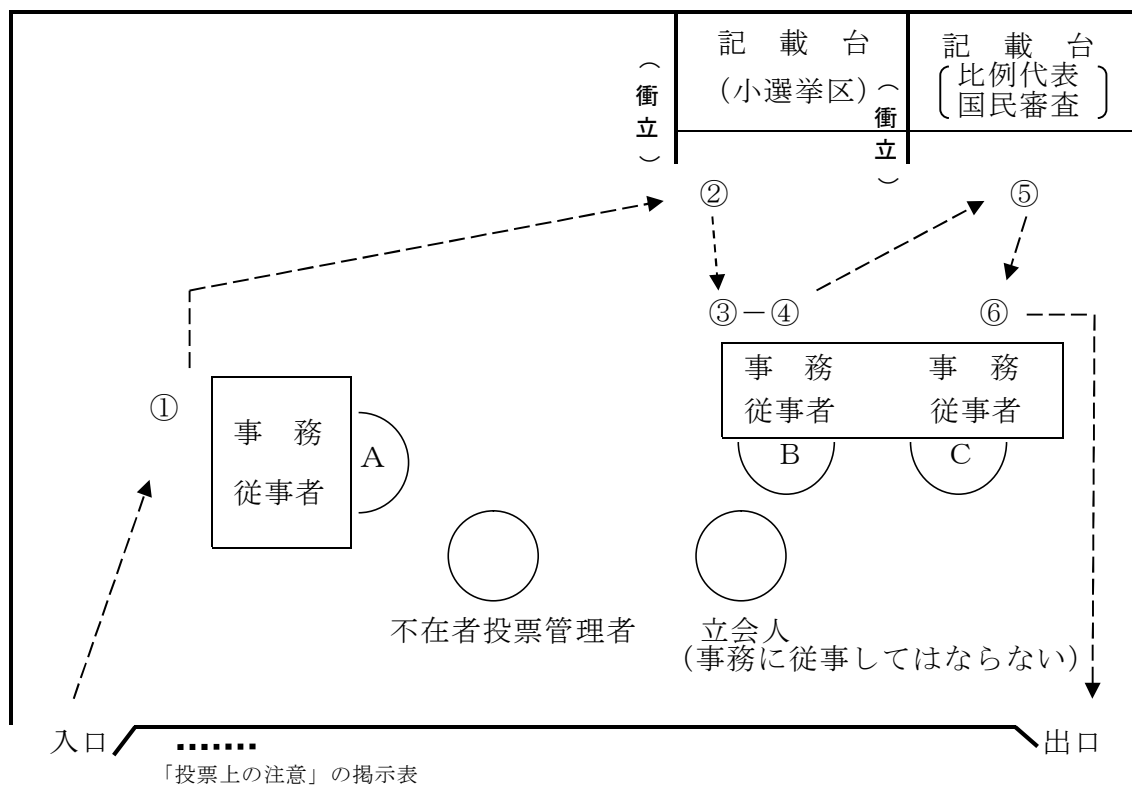 記 載 台
(小選挙区)
記 載 台
比例代表
国民審査
(衝立)
(衝立)
②
⑤
③－④
⑥
①
事 務
従事者
A
事 務
従事者
事 務
従事者
B
C
不在者投票管理者
立会人
(事務に従事してはならない)
入口
出口
「投票上の注意」の掲示表